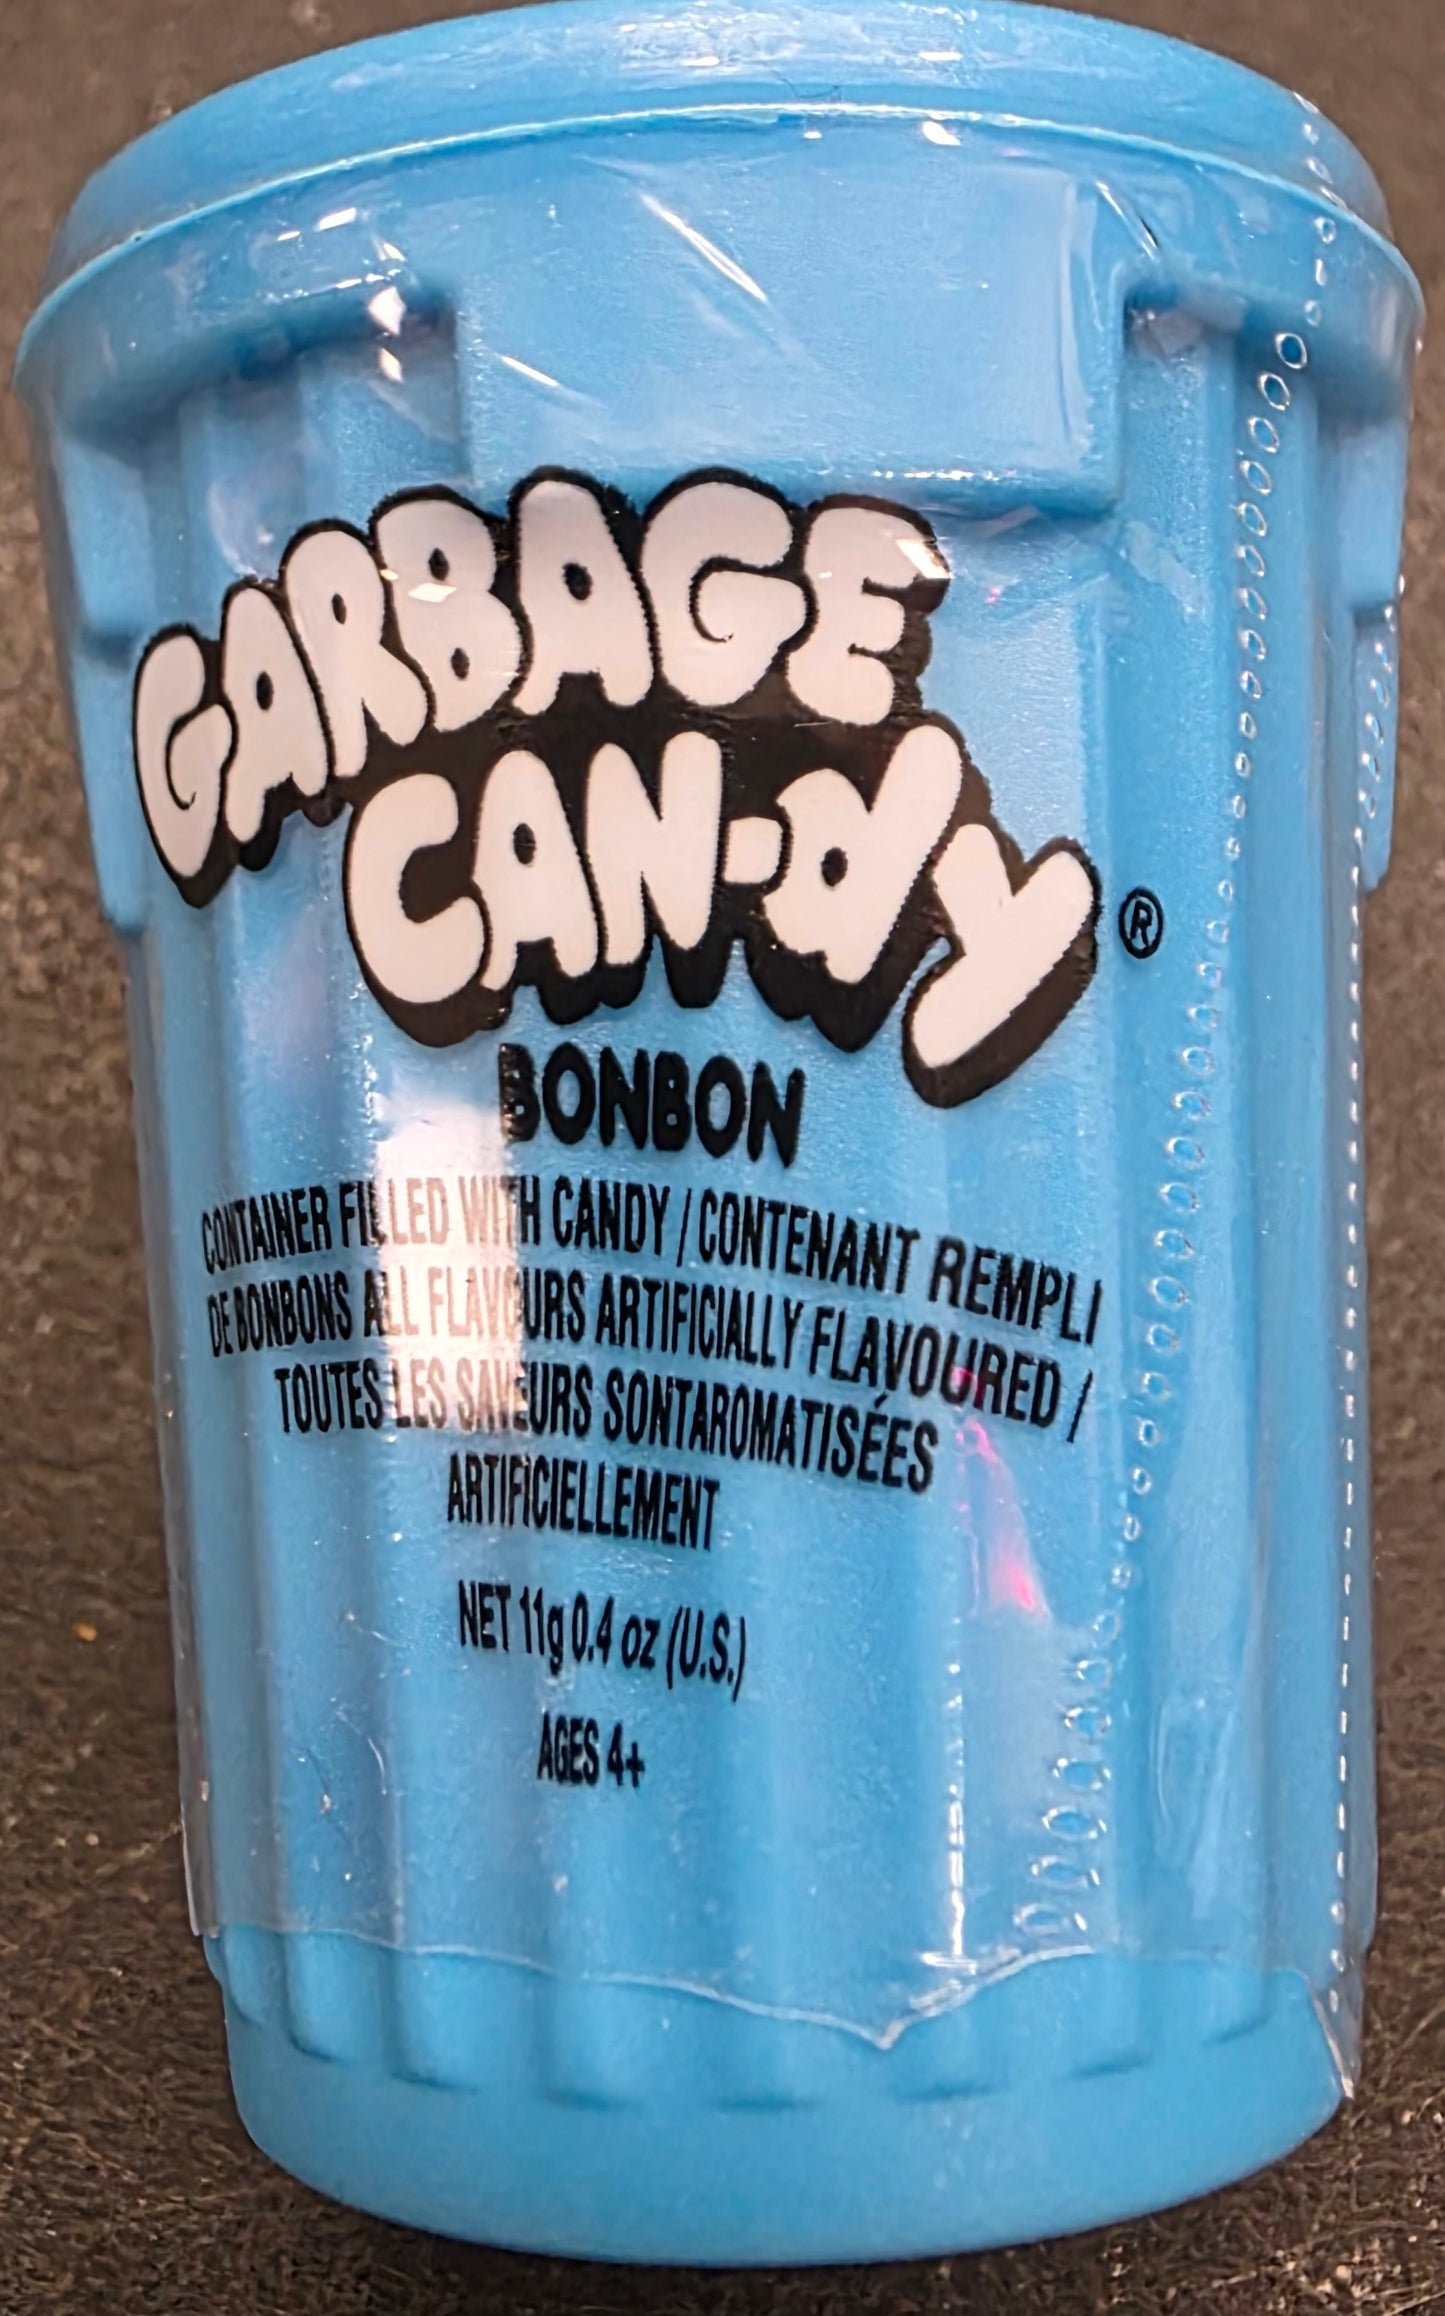 GARBAGE
CAN-dY ®
BONBON
CONTAINER FILLED WITH CANDY / CONTENANT REMPLI
DE BONBONS ALL FLAVOURS ARTIFICIALLY FLAVOURED /
TOUTES LES SAVEURS SONTAROMATISÉES
ARTIFICIELLEMENT
NET 11g 0.4 oz (U.S.)
AGES 4+